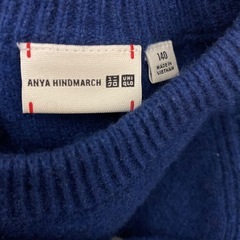 ANYA HINDMARCH
UNI
QLO
140
MADE IN
VIETNAM